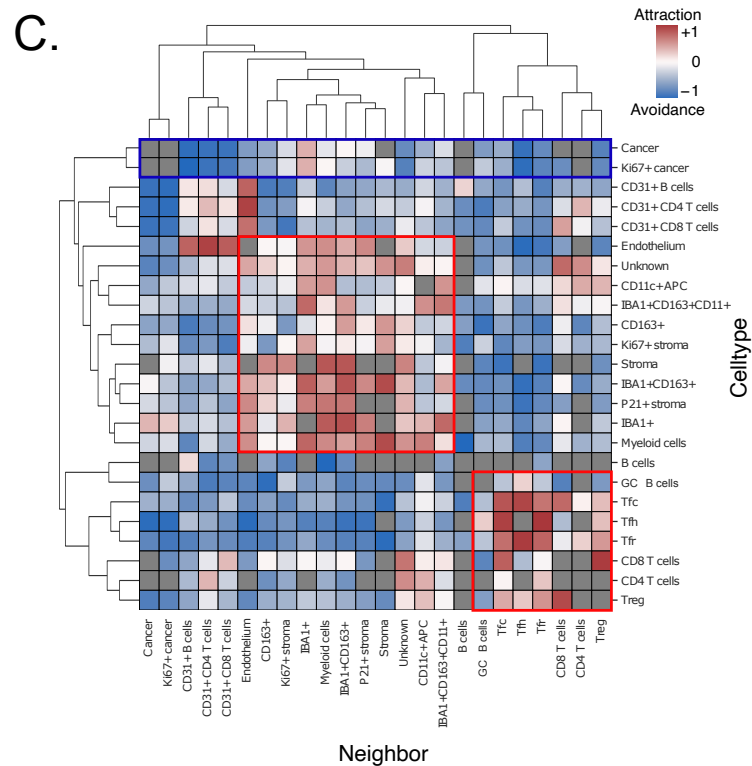 C.
Attraction
+1
0
−1
Avoidance
Cancer
Ki67+cancer
CD31+B cells
CD31+CD4 T cells
CD31+CD8 T cells
Endothelium
Unknown
CD11c+APC
IBA1+CD163+CD11+
CD163+
Ki67+stroma
Stroma
IBA1+CD163+
P21+stroma
IBA1+
Myeloid cells
B cells
GC B cells
Tfc
Tfh
Tfr
CD8 T cells
CD4 T cells
Treg
Celltype
Cancer
Ki67+cancer
CD31+B cells
CD31+CD4 T cells
CD31+CD8 T cells
Endothelium
CD163+
Ki67+stroma
IBA1+
Myeloid cells
IBA1+CD163+
P21+stroma
Stroma
Unknown
CD11c+APC
IBA1+CD163+CD11+
B cells
GC B cells
Tfc
Tfh
Tfr
CD8 T cells
CD4 T cells
Treg
Neighbor